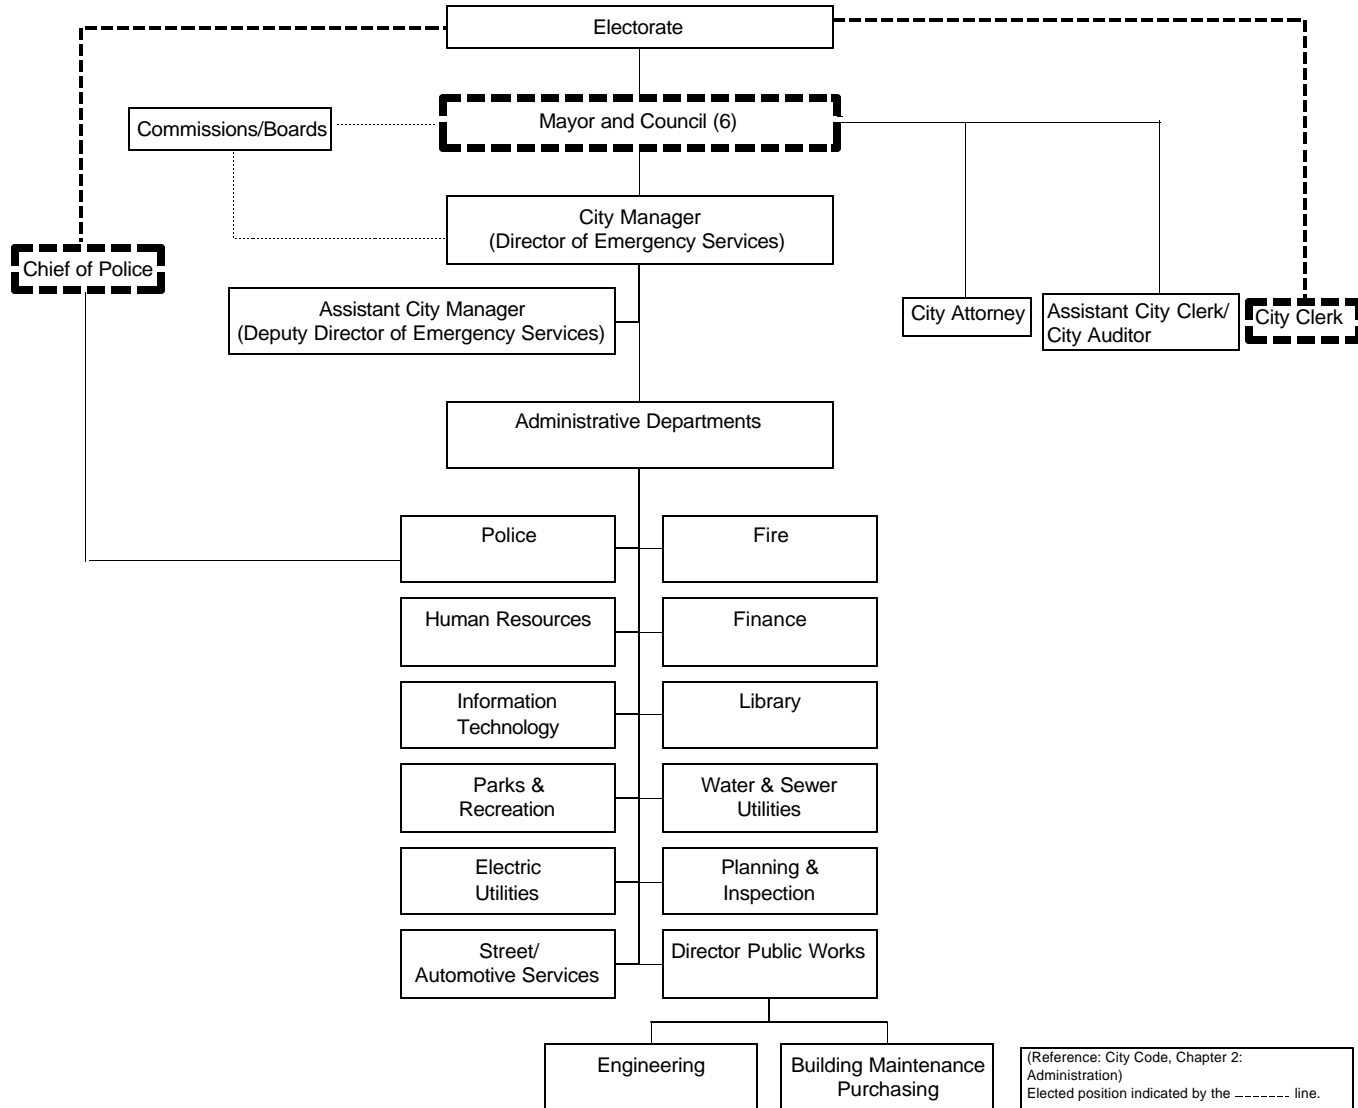 Electorate
Commissions/Boards
Mayor and Council (6)
City Manager
(Director of Emergency Services)
Chief of Police
Assistant City Manager
(Deputy Director of Emergency Services)
City Attorney
Assistant City Clerk/
City Auditor
City Clerk
Administrative Departments
Police
Fire
Human Resources
Finance
Information
Technology
Library
Parks &
Recreation
Water & Sewer
Utilities
Electric
Utilities
Planning &
Inspection
Street/
Automotive Services
Director Public Works
Engineering
Building Maintenance
Purchasing
(Reference: City Code, Chapter 2:
Administration)
Elected position indicated by the _______ line.